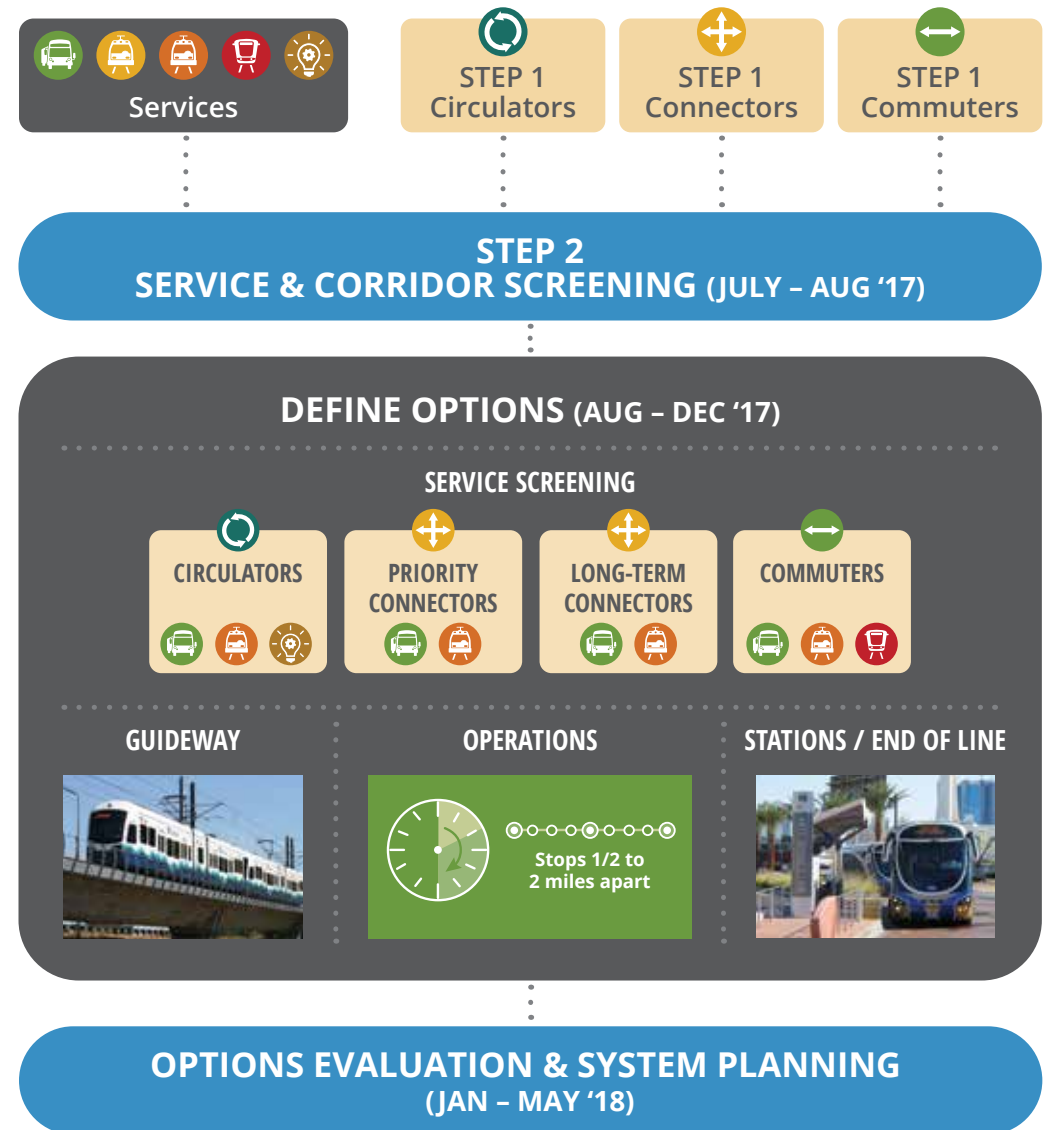 Services
STEP 1
Circulators
STEP 1
Connectors
STEP 1
Commuters
STEP 2
SERVICE & CORRIDOR SCREENING (JULY – AUG ‘17)
DEFINE OPTIONS (AUG – DEC ‘17)
SERVICE SCREENING
CIRCULATORS
PRIORITY
CONNECTORS
LONG-TERM
CONNECTORS
COMMUTERS
GUIDEWAY
OPERATIONS
Stops 1/2 to
2 miles apart
STATIONS / END OF LINE
OPTIONS EVALUATION & SYSTEM PLANNING
(JAN – MAY ‘18)